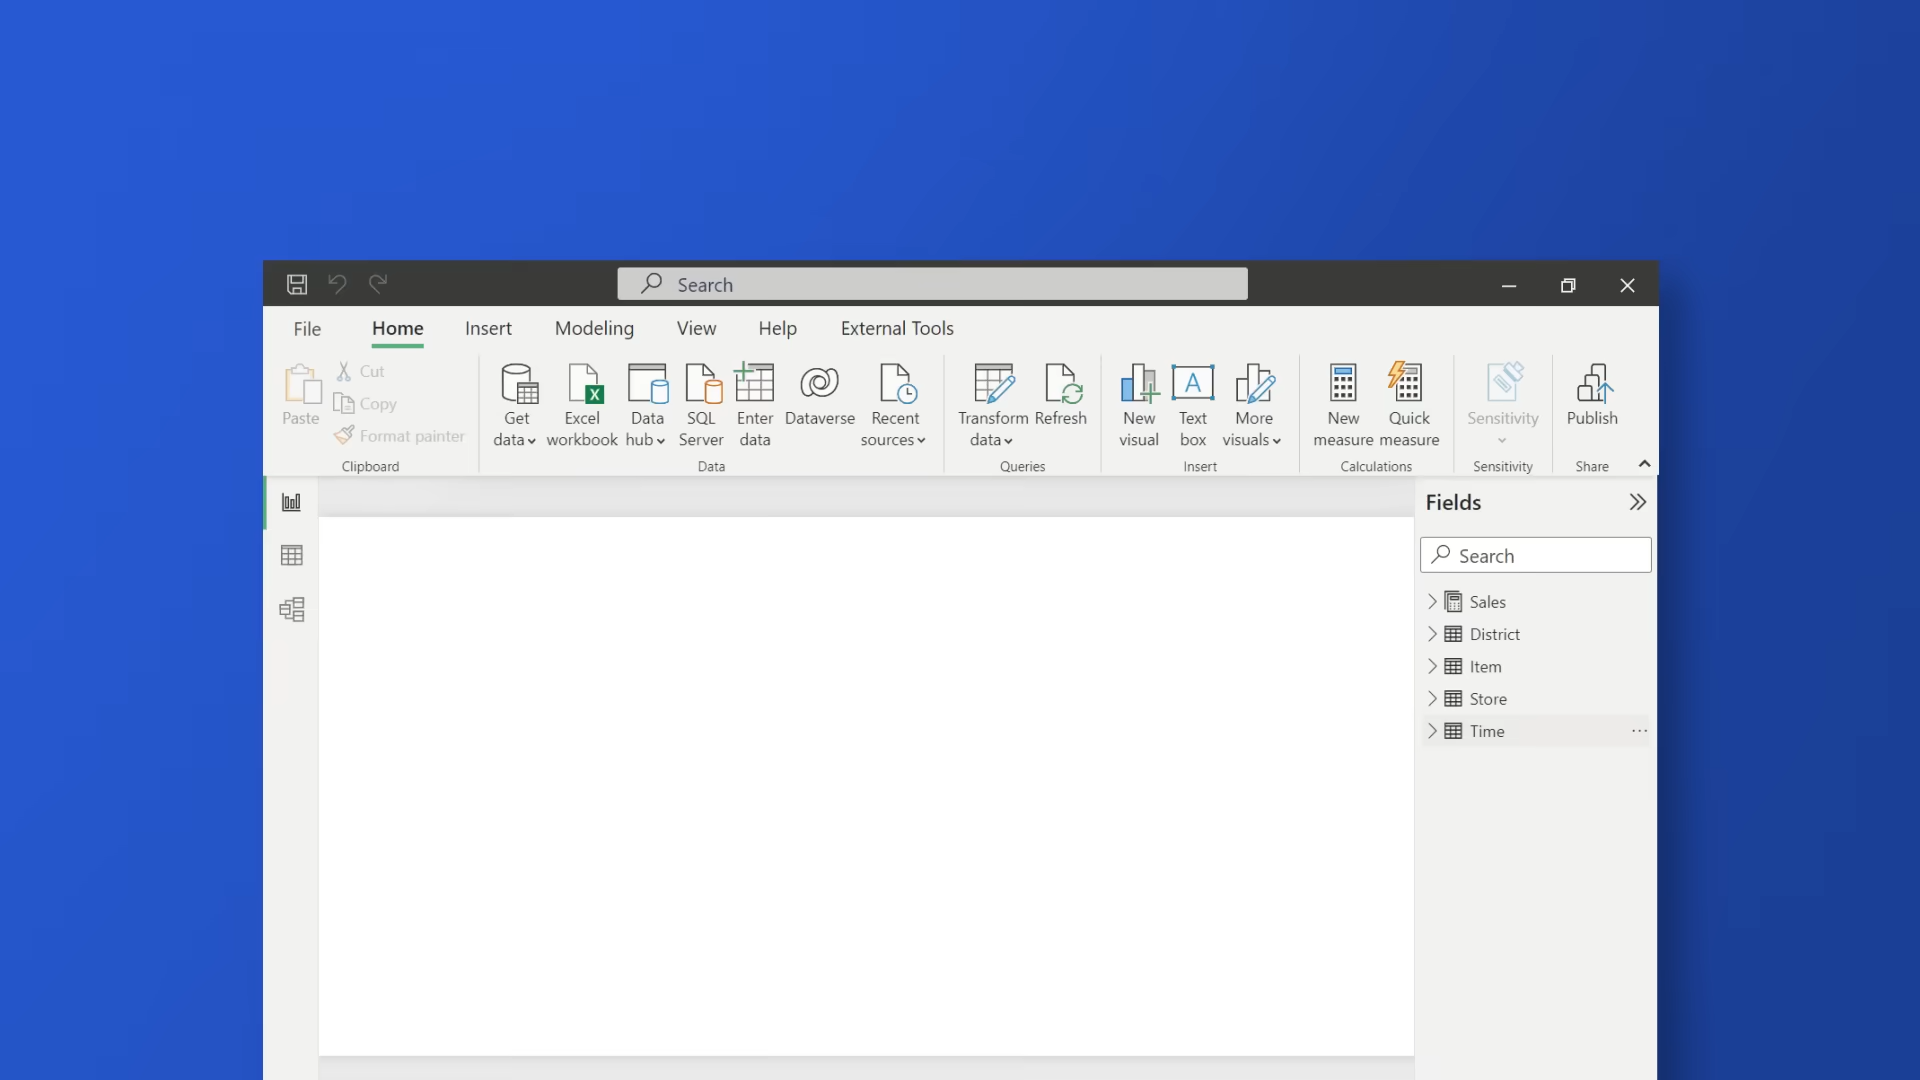 Search
File Home Insert Modeling View Help External Tools
Paste
Cut
Copy
Format painter
Clipboard
Get data
Excel workbook
Data hub
SQL Server
Enter data
Dataverse
Recent sources
Data
Transform data
Refresh
Queries
New visual
A
Text box
More visuals
Insert
New measure
Quick measure
Calculations
Sensitivity
Sensitivity
Publish
Share
Fields
Search
Sales
District
Item
Store
Time